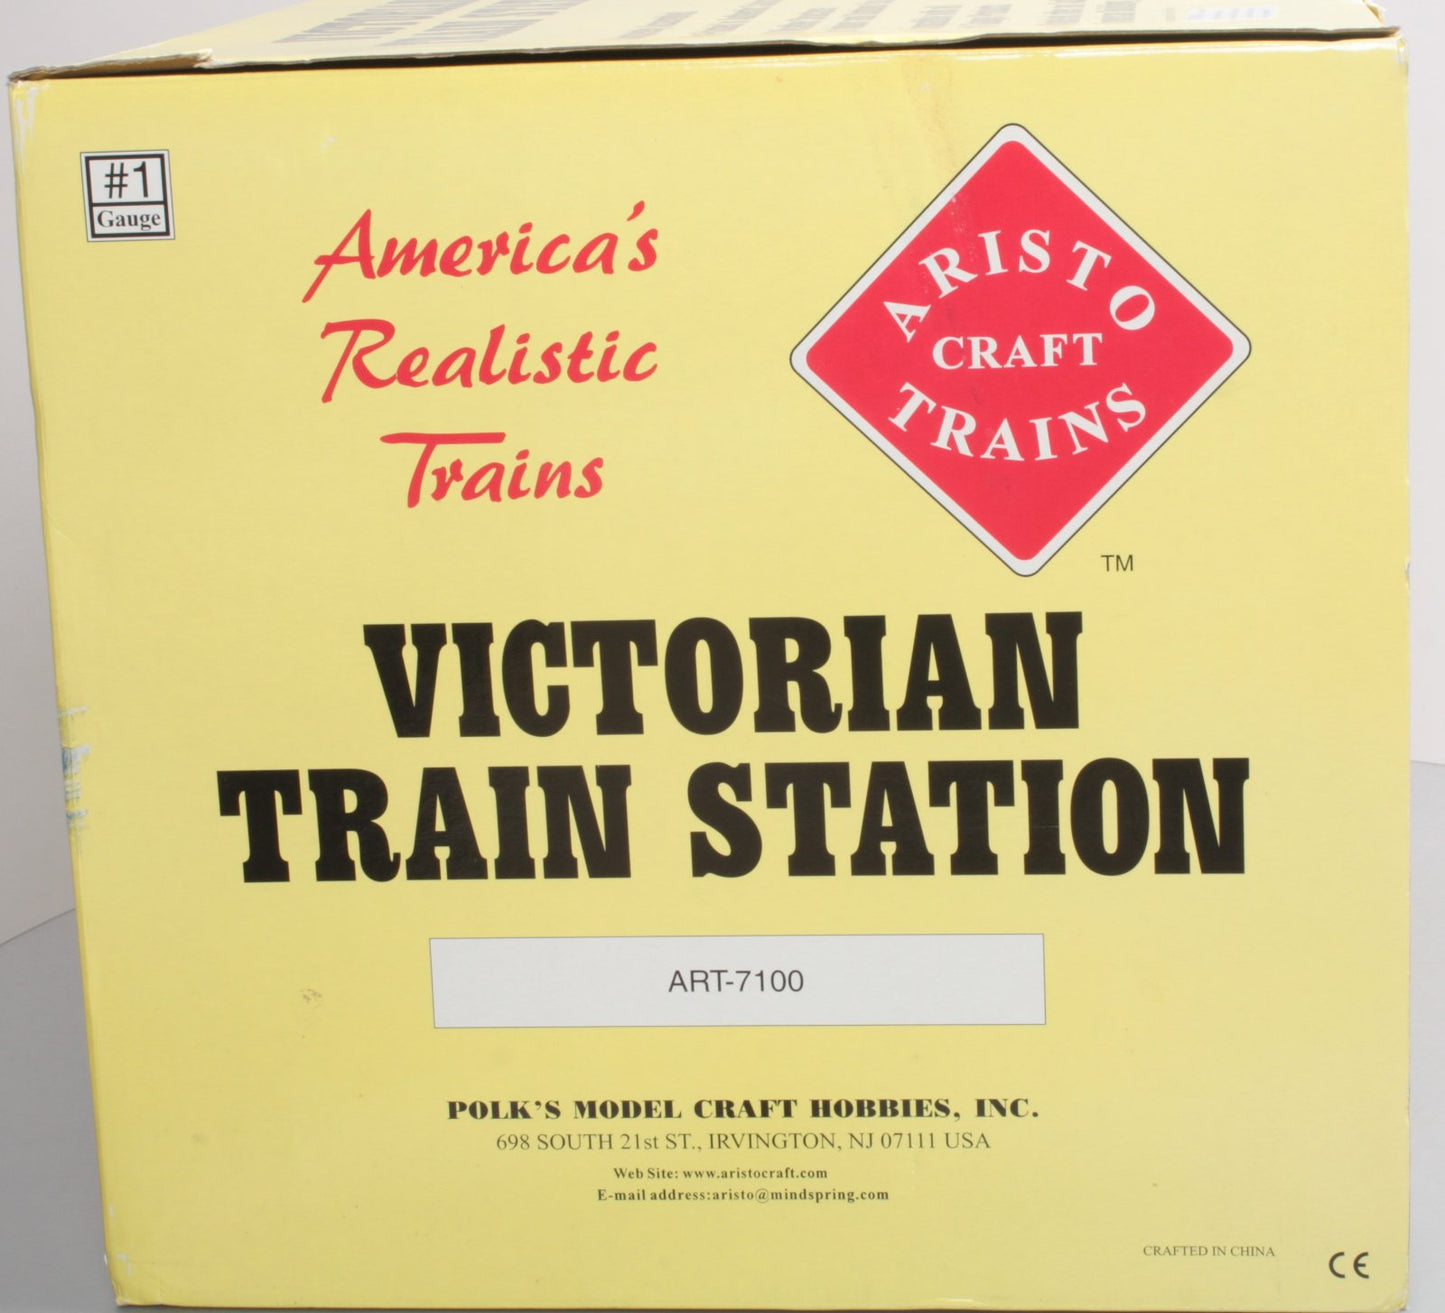 #1
Gauge
America's
Realistic
Trains
ARISTO
CRAFT
TRAINS
TM
VICTORIAN
TRAIN STATION
ART-7100
POLK'S MODEL CRAFT HOBBIES, INC.
698 SOUTH 21st ST., IRVINGTON, NJ 07111 USA
Web Site: www.aristocraft.com
E-mail address:aristo@mindspring.com
CRAFTED IN CHINA
CE